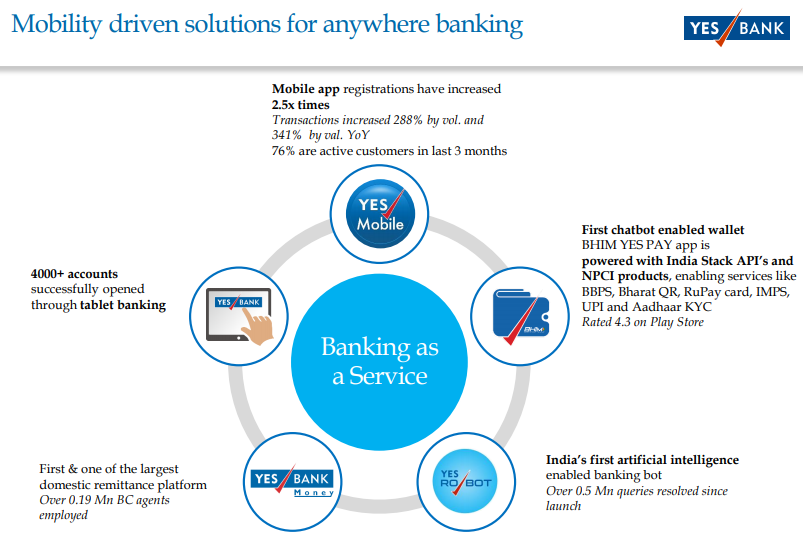 Mobility driven solutions for anywhere banking
YES BANK
Mobile app registrations have increased
2.5x times
Transactions increased 288% by vol. and
341% by val. YoY
76% are active customers in last 3 months
YES
Mobile
First chatbot enabled wallet
BHIM YES PAY app is
powered with India Stack API's and
NPCI products, enabling services like
BBPS, Bharat QR, RuPay card, IMPS,
UPI and Aadhaar KYC
Rated 4.3 on Play Store
4000+ accounts
successfully opened
through tablet banking
YES BANK
BHIM
Banking as
a Service
First & one of the largest
domestic remittance platform
Over 0.19 Mn BC agents
employed
YES BANK
Money
YES
ROBOT
India's first artificial intelligence
enabled banking bot
Over 0.5 Mn queries resolved since
launch